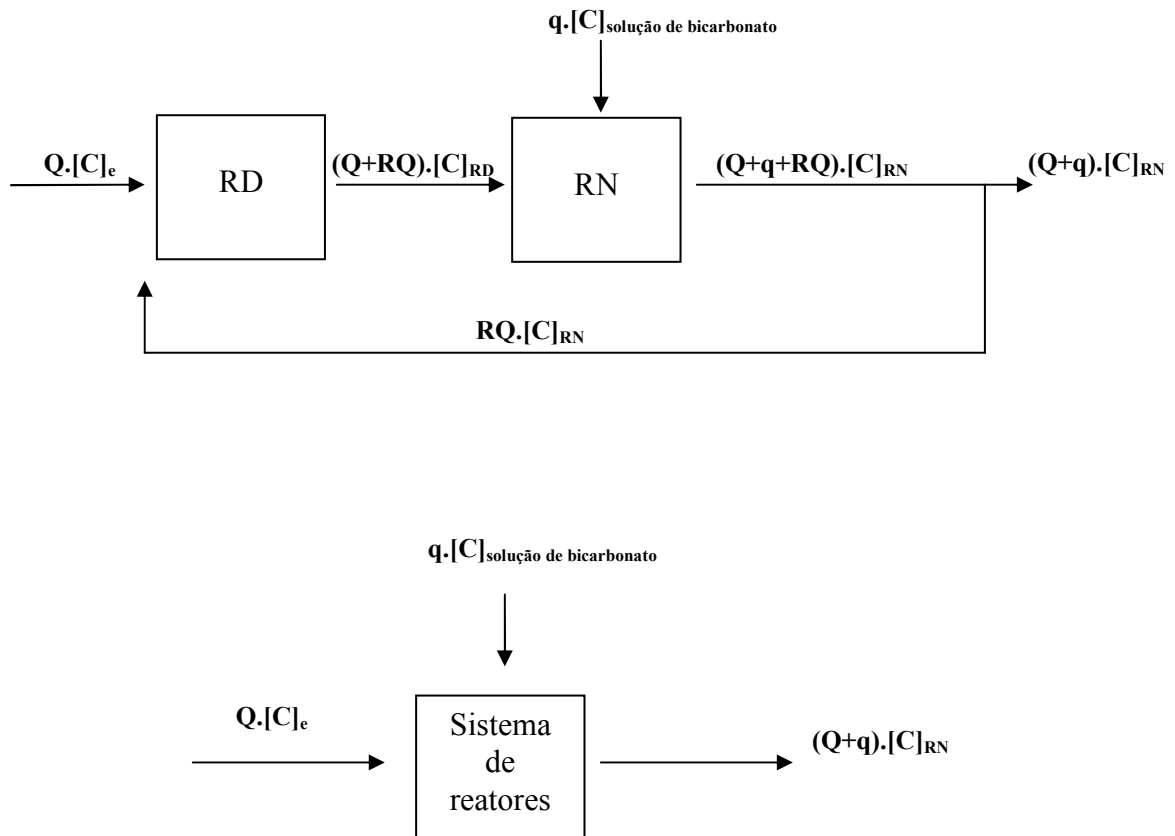 q.[C]solução de bicarbonato
Q.[C]e
RD
(Q+RQ).[C]RD
RN
(Q+q+RQ).[C]RN
(Q+q).[C]RN
RQ.[C]RN
q.[C]solução de bicarbonato
Q.[C]e
Sistema
de
reatores
(Q+q).[C]RN